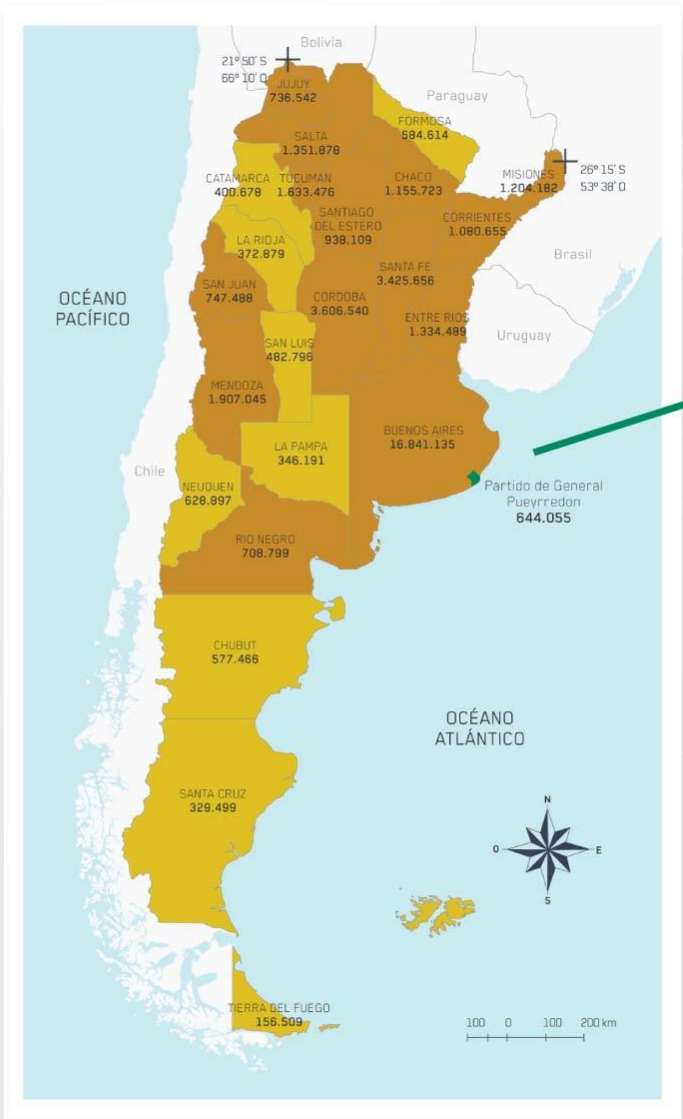 Bolivia
21º 50' S
66º 10' O
JUJUY
736.542
Paraguay
FORMOSA
584.614
SALTA
1.351.878
26º 15'S
53º 38' O
MISIONES
1.204.182
CATAMARCA
400.678
TUCUMAN
1.633.476
CHACO
1.155.723
SANTIAGO
DEL ESTERO
938.109
CORRIENTES
1.080.655
LA RIOJA
372.879
Brasil
SANTA FE
3.425.656
SAN JUAN
747.488
CORDOBA
3.606.540
OCÉANO
PACÍFICO
ENTRE RIOS
1.334.489
Uruguay
SAN LUIS
482.796
MENDOZA
1.907.045
BUENOS AIRES
16.841.135
LA PAMPA
346.191
Chile
NEUQUEN
628.897
Partido de General
Pueyrredon
644.055
RIO NEGRO
708.799
CHUBUT
577.466
OCÉANO
ATLÁNTICO
SANTA CRUZ
329.499
N
O
E
S
TIERRA DEL FUEGO
156.509
100 0 100 200 km